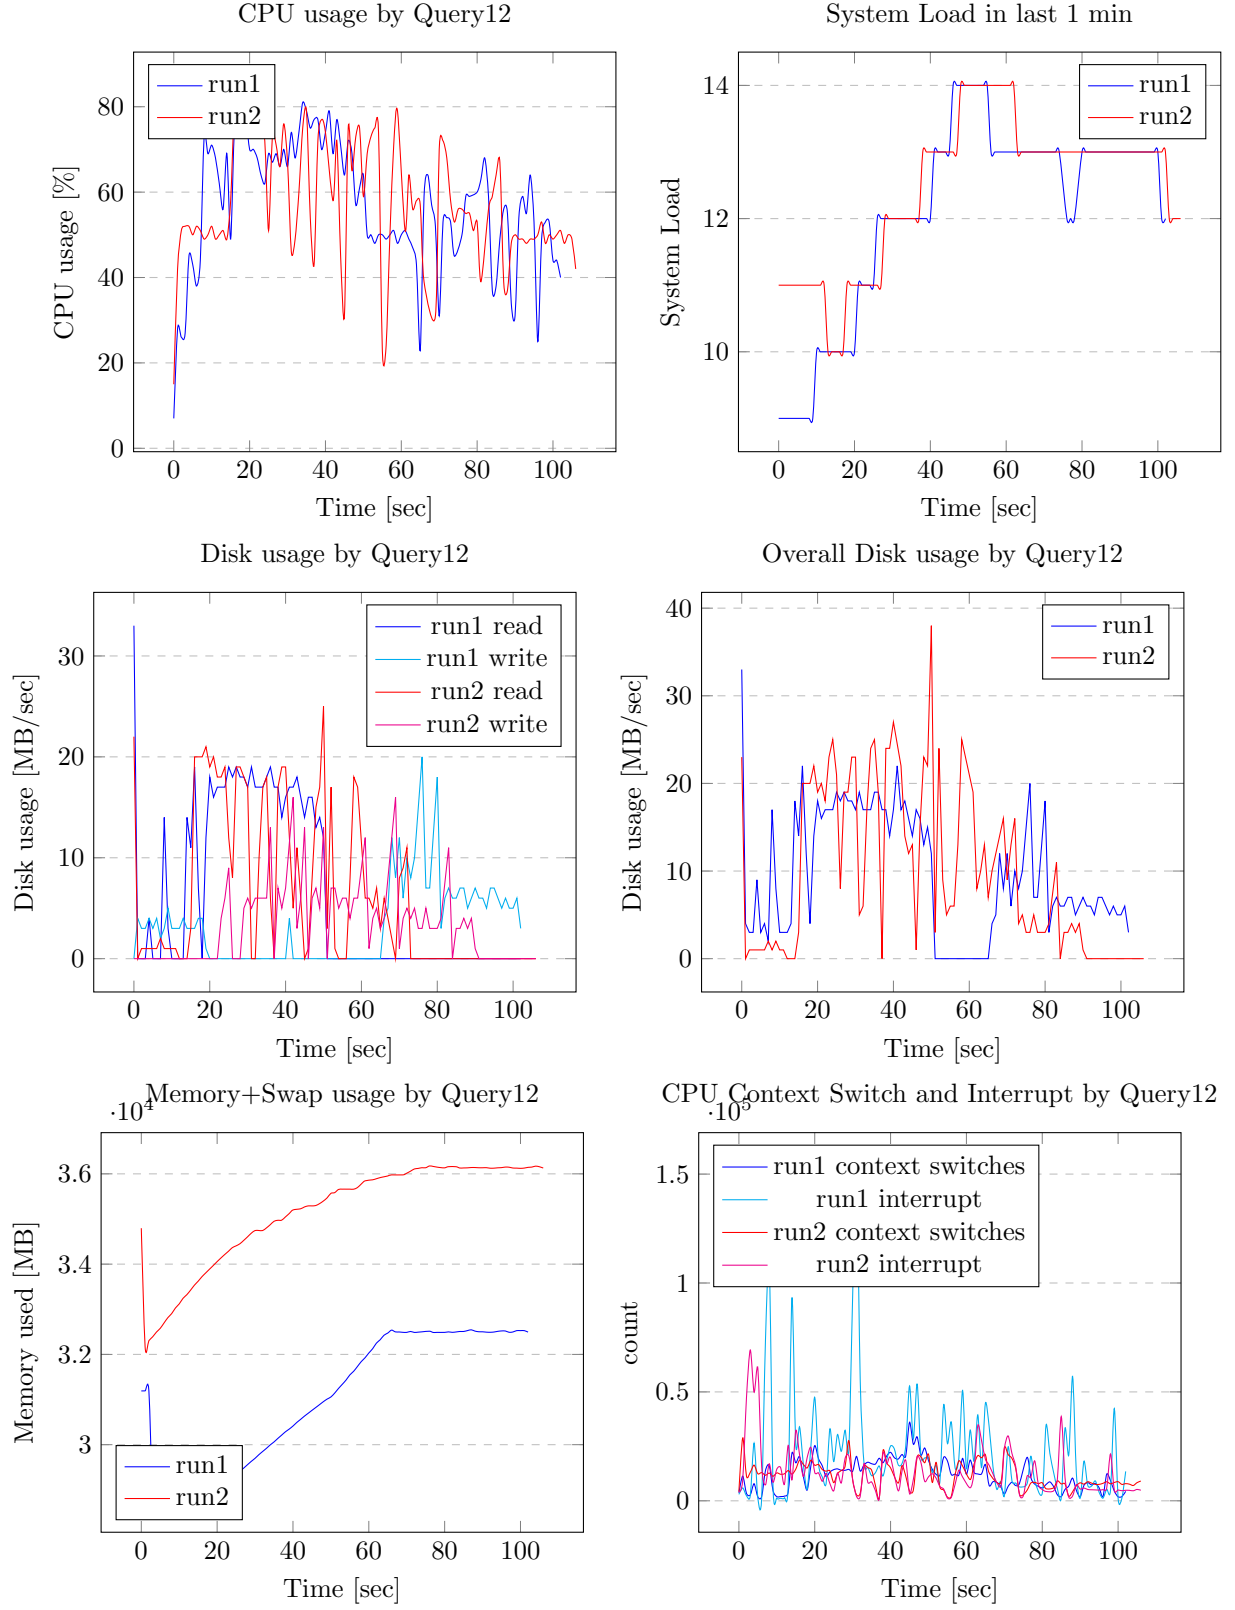 CPU usage by Query12
80
60
40
20
0
CPU usage [%]
run1
run2
0 20 40 60 80 100
Time [sec]
System Load in last 1 min
14
12
10
System Load
run1
run2
0 20 40 60 80 100
Time [sec]
Disk usage by Query12
30
20
10
0
Disk usage [MB/sec]
run1 read
run1 write
run2 read
run2 write
0 20 40 60 80 100
Time [sec]
Overall Disk usage by Query12
40
30
20
10
0
Disk usage [MB/sec]
run1
run2
0 20 40 60 80 100
Time [sec]
Memory+Swap usage by Query12
·10⁴
3.6
3.4
3.2
3
Memory used [MB]
run1
run2
0 20 40 60 80 100
Time [sec]
CPU Context Switch and Interrupt by Query12
·10⁵
1.5
1
0.5
0
count
run1 context switches
run1 interrupt
run2 context switches
run2 interrupt
0 20 40 60 80 100
Time [sec]